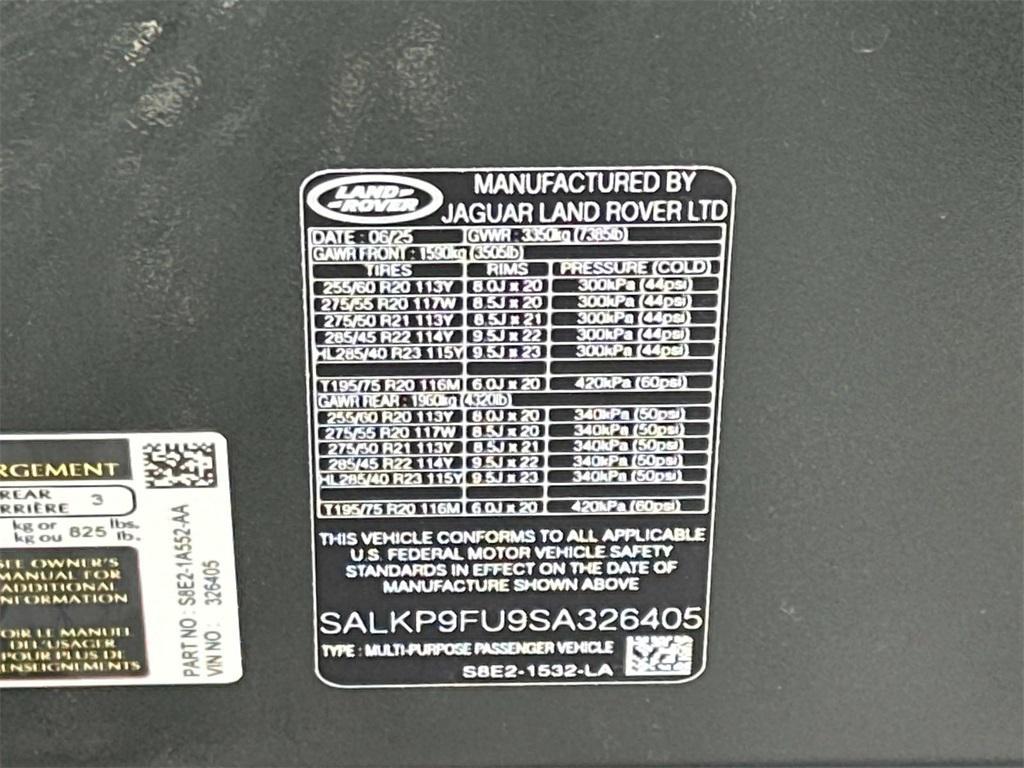 LAND-
-ROVER
MANUFACTURED BY
JAGUAR LAND ROVER LTD
DATE : 06/25 GVWR : 3350kg (7385lb)
GAWR FRONT : 1590kg (3505lb)
TIRES RIMS PRESSURE (COLD)
255/60 R20 113Y 8.0J x 20 300kPa (44psi)
275/55 R20 117W 8.5J x 20 300kPa (44psi)
275/50 R21 113Y 8.5J x 21 300kPa (44psi)
285/45 R22 114Y 9.5J x 22 300kPa (44psi)
HL285/40 R23 115Y 9.5J x 23 300kPa (44psi)
T195/75 R20 116M 6.0J x 20 420kPa (60psi)
GAWR REAR : 1960kg (4320lb)
255/60 R20 113Y 8.0J x 20 340kPa (50psi)
275/55 R20 117W 8.5J x 20 340kPa (50psi)
275/50 R21 113Y 8.5J x 21 340kPa (50psi)
285/45 R22 114Y 9.5J x 22 340kPa (50psi)
HL285/40 R23 115Y 9.5J x 23 340kPa (50psi)
T195/75 R20 116M 6.0J x 20 420kPa (60psi)
THIS VEHICLE CONFORMS TO ALL APPLICABLE
U.S. FEDERAL MOTOR VEHICLE SAFETY
STANDARDS IN EFFECT ON THE DATE OF
MANUFACTURE SHOWN ABOVE
SALKP9FU9SA326405
TYPE : MULTI-PURPOSE PASSENGER VEHICLE
S8E2-1532-LA
RGEMENT
REAR 3
RRIÈRE
kg or 825 lbs.
kg ou lb.
SEE OWNER'S
MANUAL FOR
ADDITIONAL
INFORMATION
OIR LE MANUEL
DE L'USAGER
POUR PLUS DE
ENSEIGNEMENTS
PART NO : S8E2-1A552-AA
VIN NO : 326405